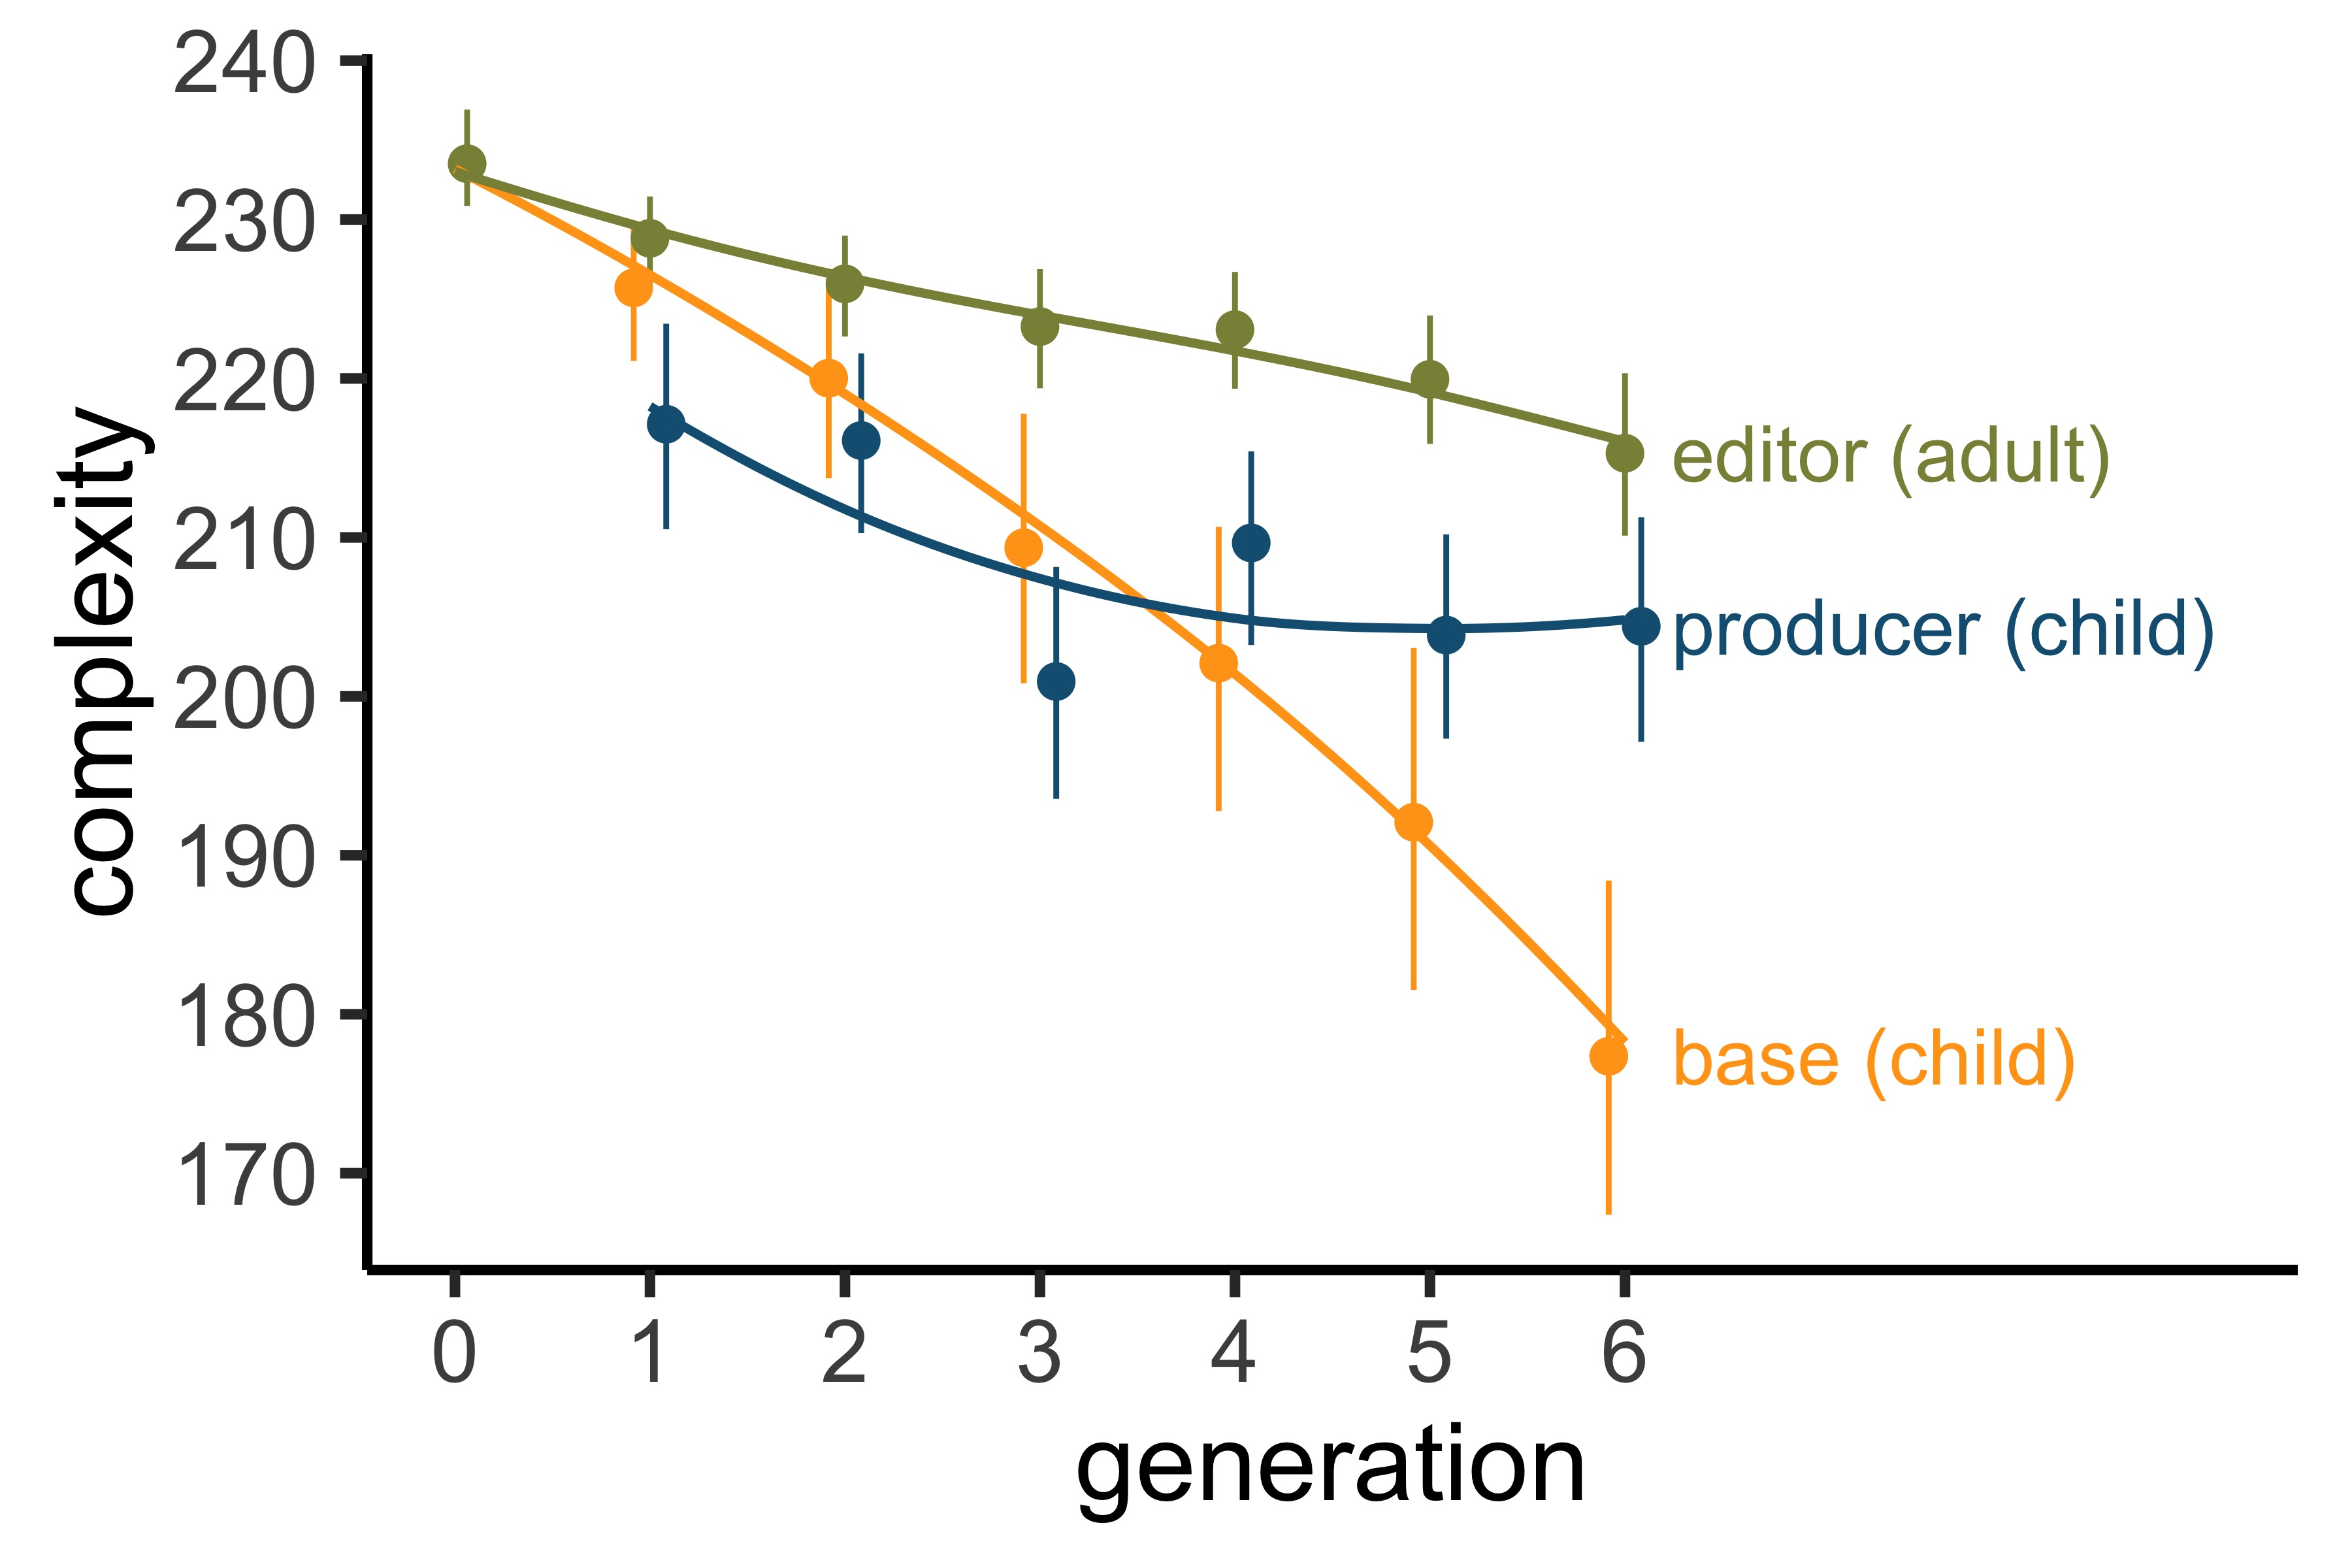 complexity
240
230
220
210
200
190
180
170
editor (adult)
producer (child)
base (child)
0 1 2 3 4 5 6
generation